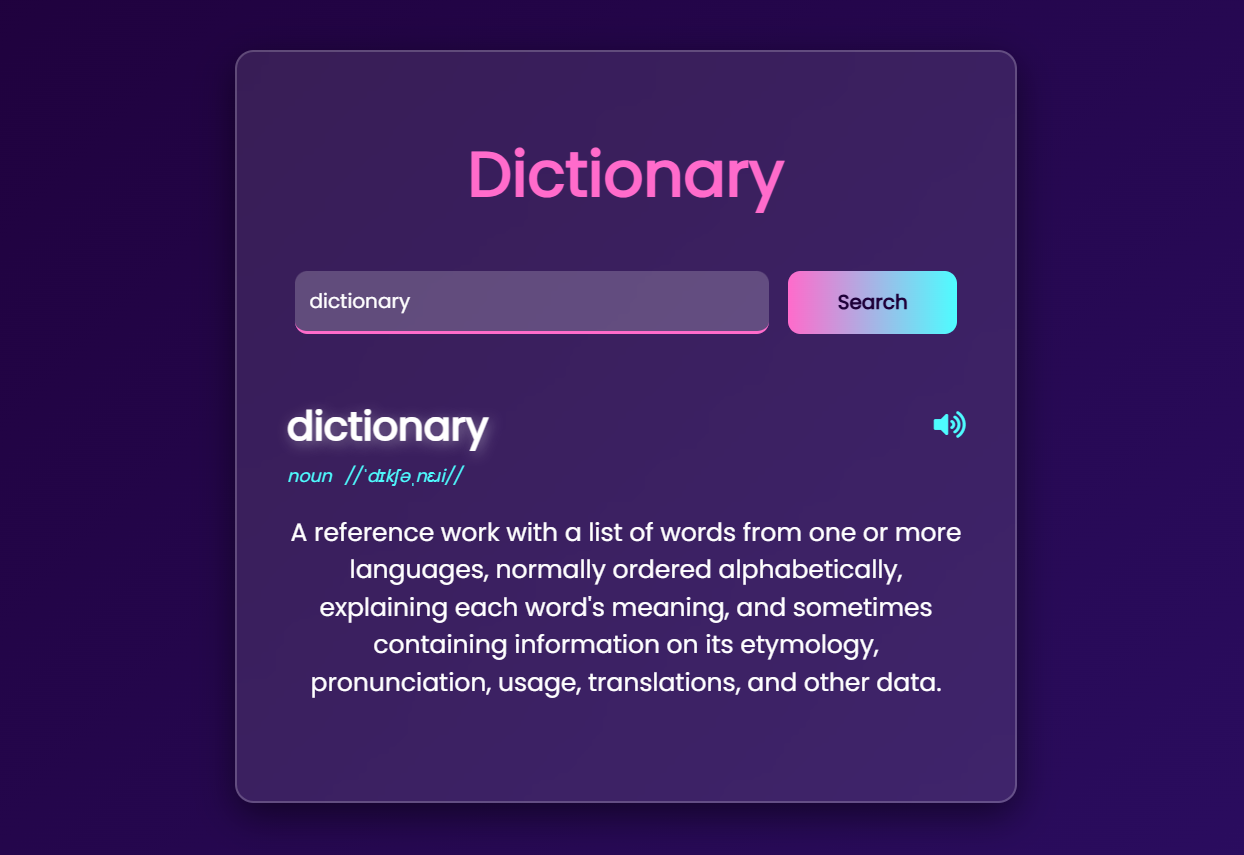 Dictionary
dictionary
Search
dictionary
noun //ˈdɪkʃəˌnɛɹi//
A reference work with a list of words from one or more
languages, normally ordered alphabetically,
explaining each word's meaning, and sometimes
containing information on its etymology,
pronunciation, usage, translations, and other data.